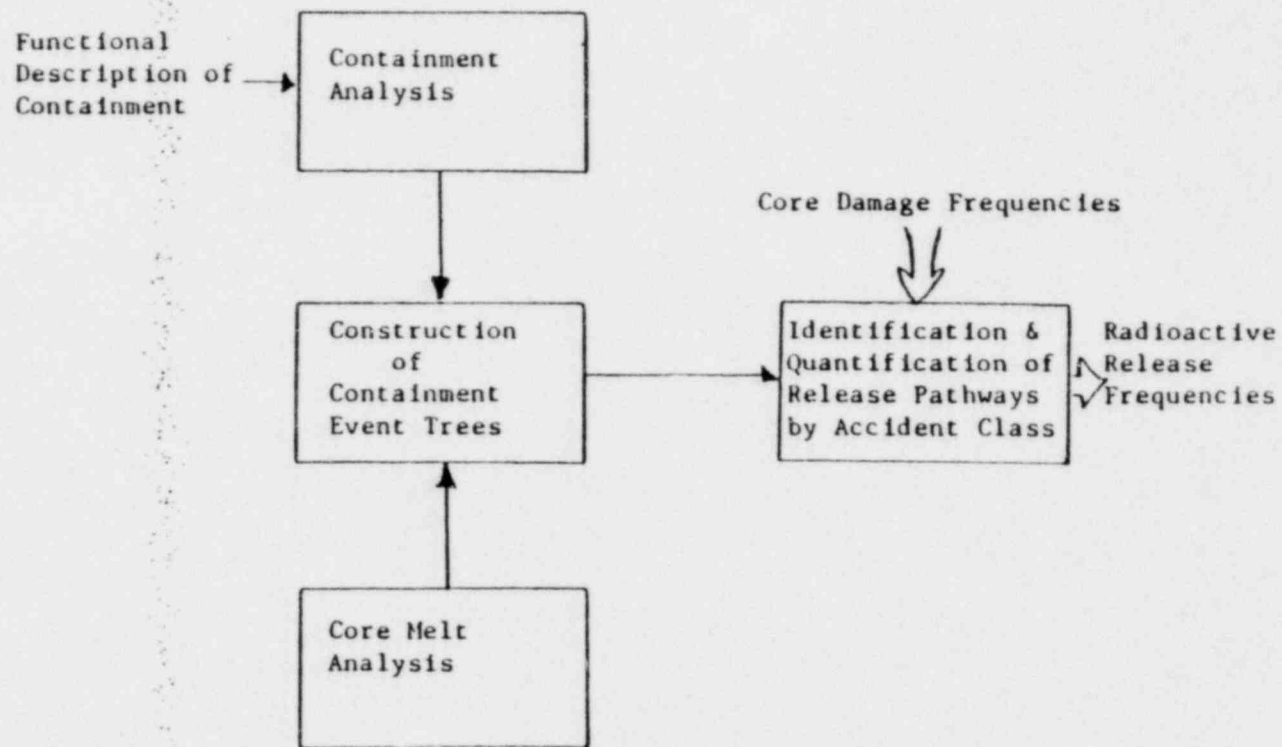 Functional
Description of
Containment
Containment
Analysis
Core Damage Frequencies
Construction
of
Containment
Event Trees
Identification &
Quantification of
Release Pathways
by Accident Class
Radioactive
Release
Frequencies
Core Melt
Analysis